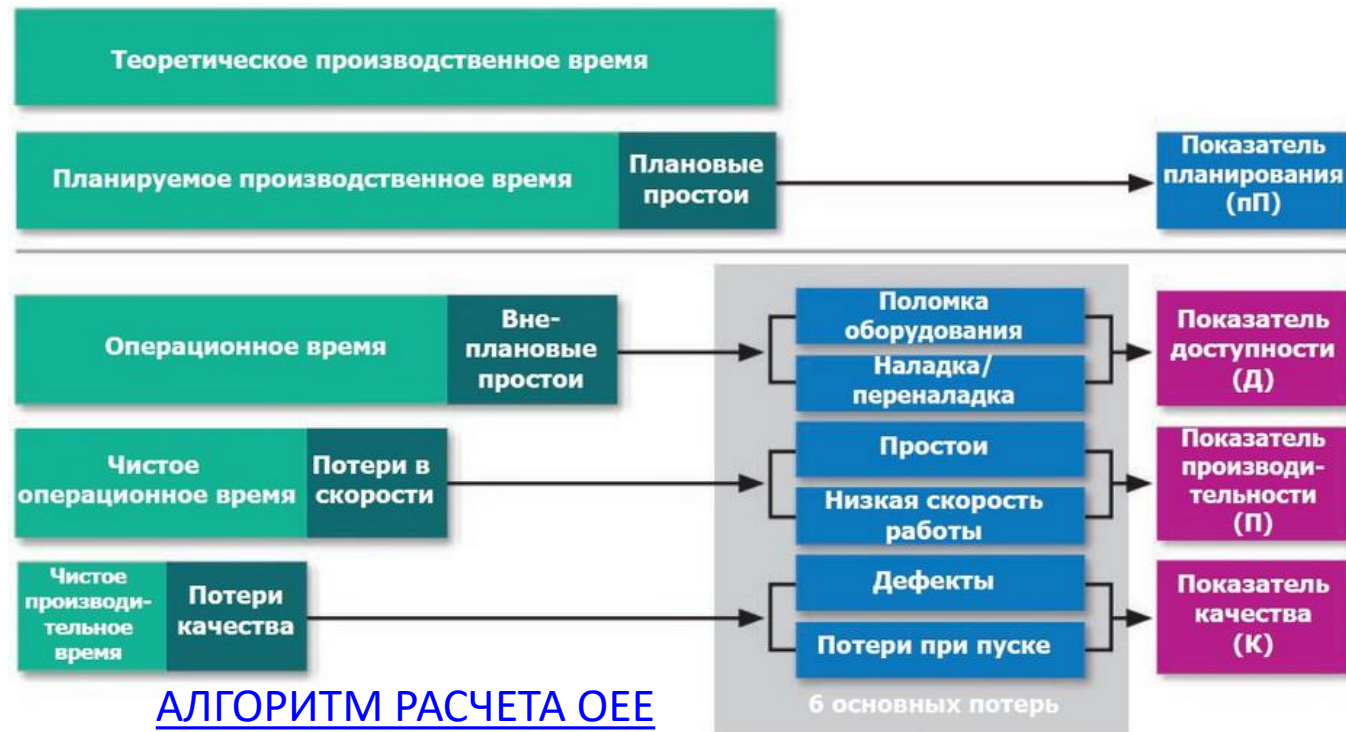 Теоретическое производственное время
Планируемое производственное время
Плановые
простои
Показатель
планирования
(пП)
Операционное время
Вне-
плановые
простои
Поломка
оборудования
Наладка/
переналадка
Показатель
доступности
(Д)
Чистое
операционное время
Потери в
скорости
Простои
Низкая скорость
работы
Показатель
производи-
тельности
(П)
Чистое
производи-
тельное
время
Потери
качества
Дефекты
Потери при пуске
Показатель
качества
(К)
АЛГОРИТМ РАСЧЕТА ОЕЕ
6 основных потерь